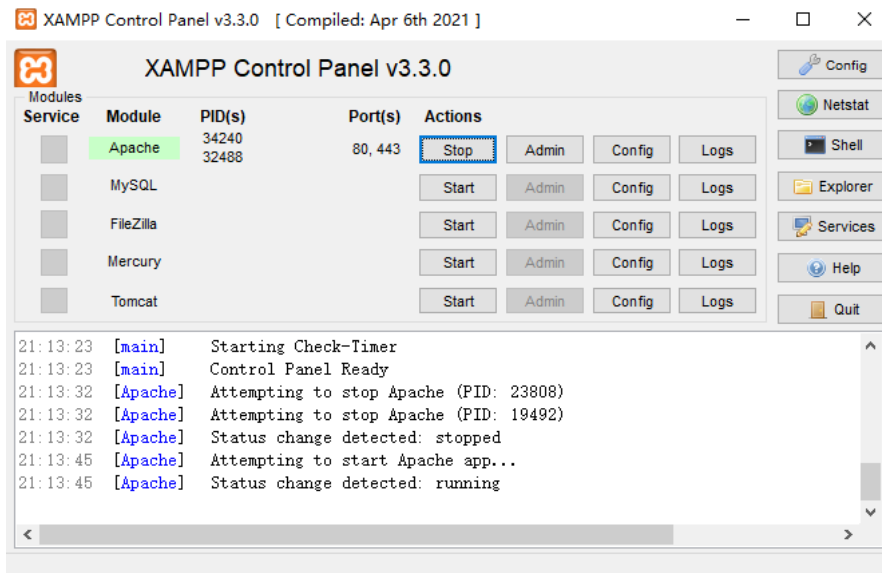 XAMPP Control Panel v3.3.0 [ Compiled: Apr 6th 2021 ]
XAMPP Control Panel v3.3.0
Config
Modules
Service Module PID(s) Port(s) Actions
Netstat
Apache 34240 32488 80, 443 Stop Admin Config Logs
Shell
MySQL Start Admin Config Logs
Explorer
FileZilla Start Admin Config Logs
Services
Mercury Start Admin Config Logs
Help
Tomcat Start Admin Config Logs
Quit
21:13:23 [main] Starting Check-Timer
21:13:23 [main] Control Panel Ready
21:13:32 [Apache] Attempting to stop Apache (PID: 23808)
21:13:32 [Apache] Attempting to stop Apache (PID: 19492)
21:13:32 [Apache] Status change detected: stopped
21:13:45 [Apache] Attempting to start Apache app...
21:13:45 [Apache] Status change detected: running